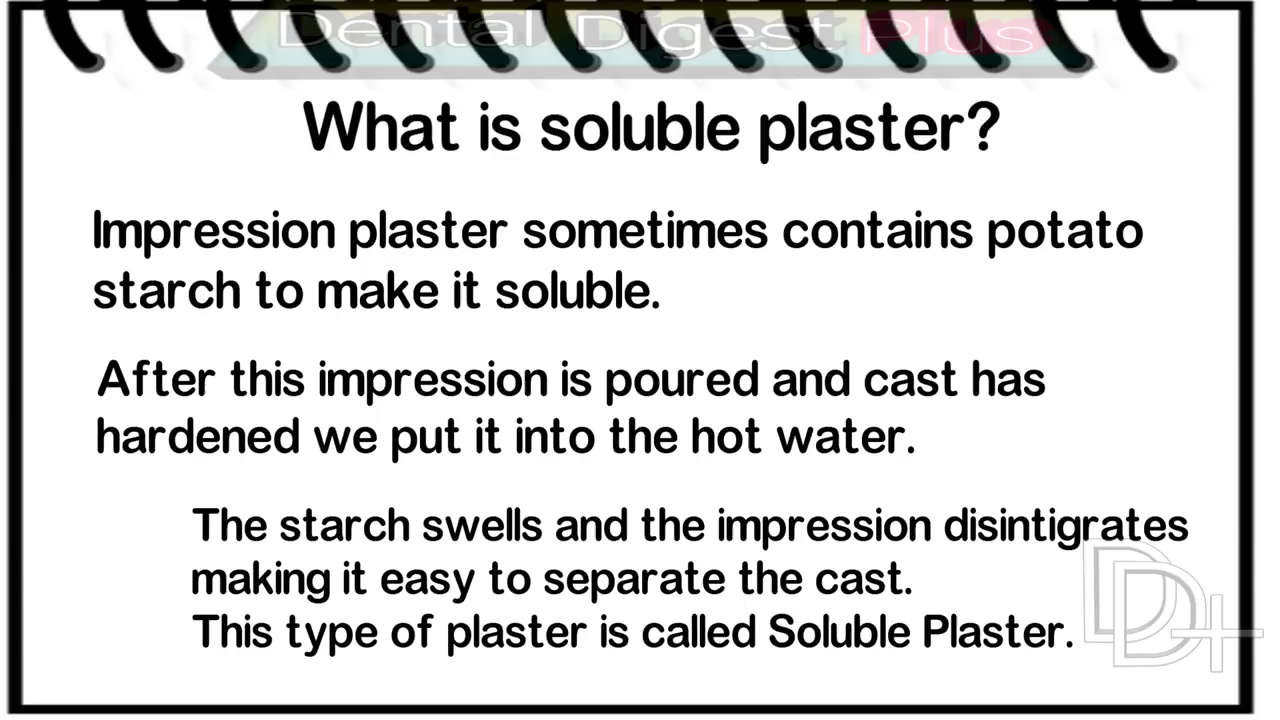 Dental Digest Plus
What is soluble plaster?
Impression plaster sometimes contains potato
starch to make it soluble.
After this impression is poured and cast has
hardened we put it into the hot water.
The starch swells and the impression disintigrates
making it easy to separate the cast.
This type of plaster is called Soluble Plaster.
DD+